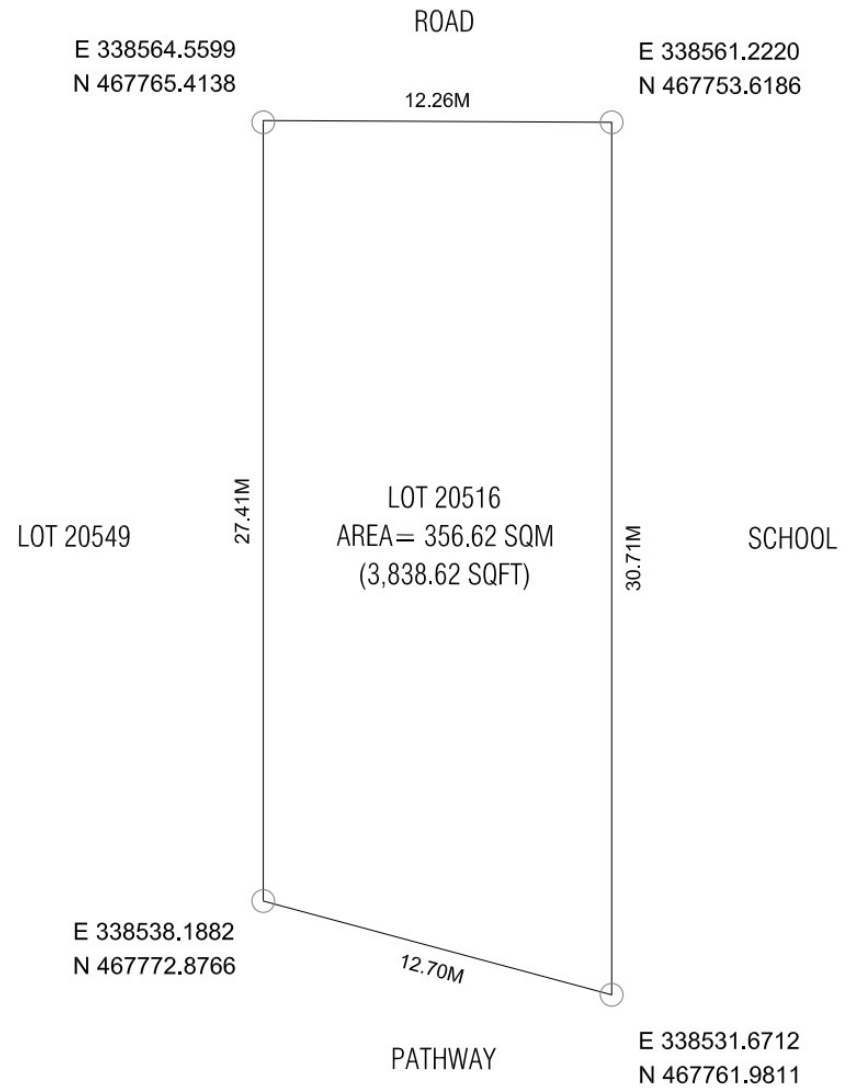 ROAD
E 338564.5599
N 467765.4138
E 338561.2220
N 467753.6186
12.26M
27.41M
LOT 20549
LOT 20516
AREA= 356.62 SQM
(3,838.62 SQFT)
30.71M
SCHOOL
E 338538.1882
N 467772.8766
12.70M
PATHWAY
E 338531.6712
N 467761.9811